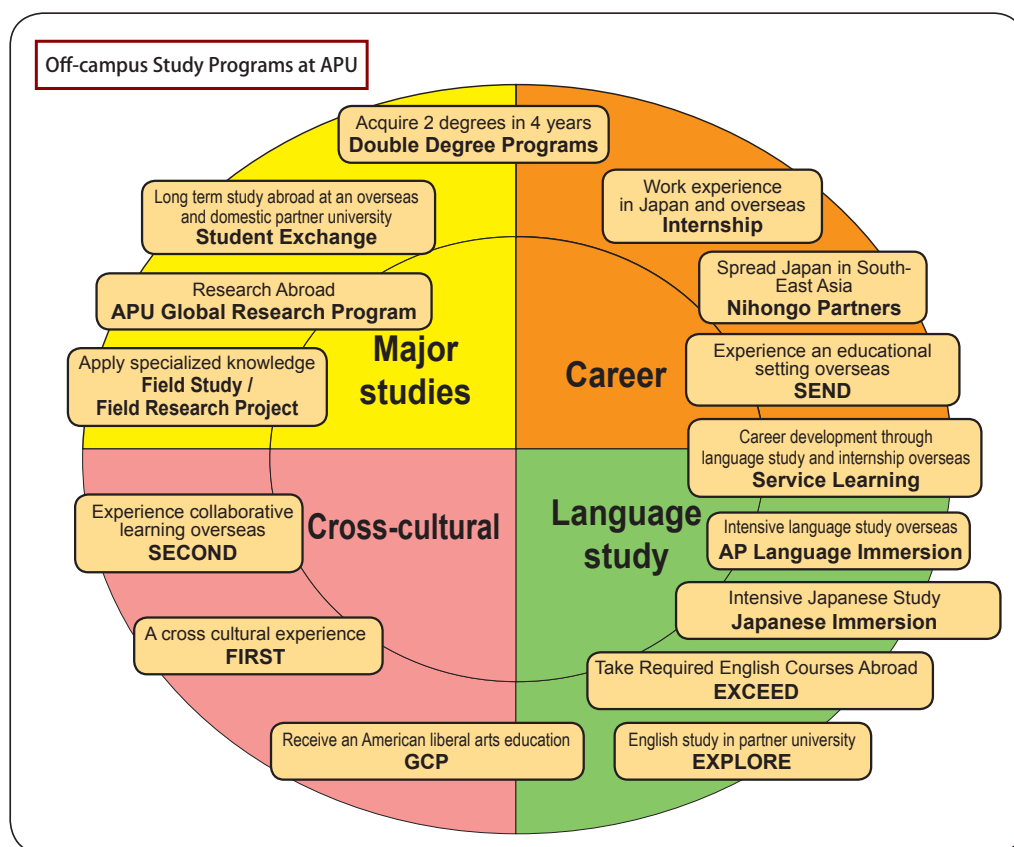 Off-campus Study Programs at APU
Acquire 2 degrees in 4 years
Double Degree Programs
Long term study abroad at an overseas
and domestic partner university
Student Exchange
Work experience
in Japan and overseas
Internship
Research Abroad
APU Global Research Program
Spread Japan in South-
East Asia
Nihongo Partners
Major
studies
Career
Apply specialized knowledge
Field Study /
Field Research Project
Experience an educational
setting overseas
SEND
Career development through
language study and internship overseas
Service Learning
Cross-cultural
Language
study
Experience collaborative
learning overseas
SECOND
Intensive language study overseas
AP Language Immersion
Intensive Japanese Study
Japanese Immersion
A cross cultural experience
FIRST
Take Required English Courses Abroad
EXCEED
Receive an American liberal arts education
GCP
English study in partner university
EXPLORE